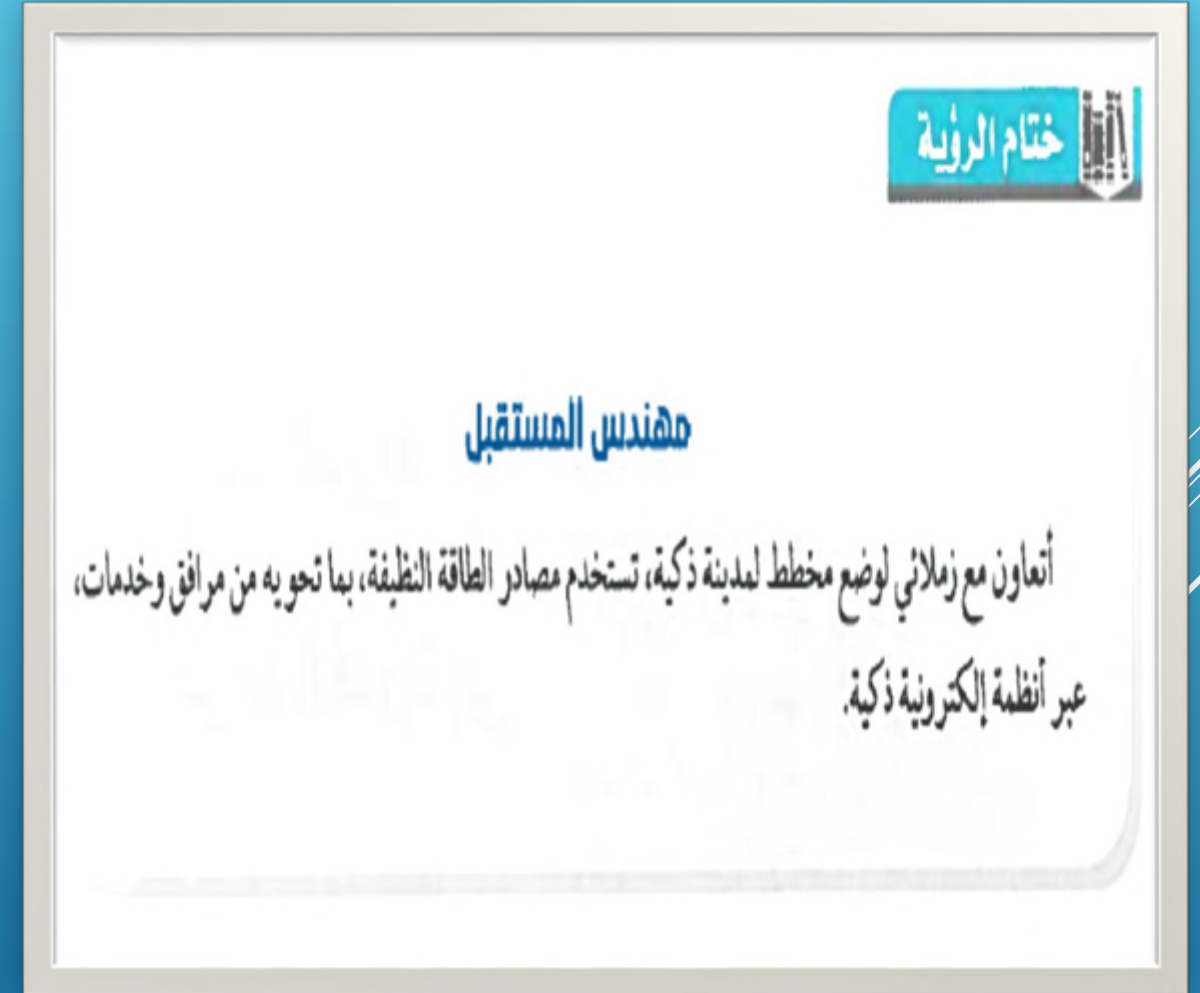 ختام الرؤية
مهندس المستقبل
أتعاون مع زملائي لوضع مخطط لمدينة ذكية، تستخدم مصادر الطاقة النظيفة، بما تحويه من مرافق وخدمات،
عبر أنظمة إلكترونية ذكية.